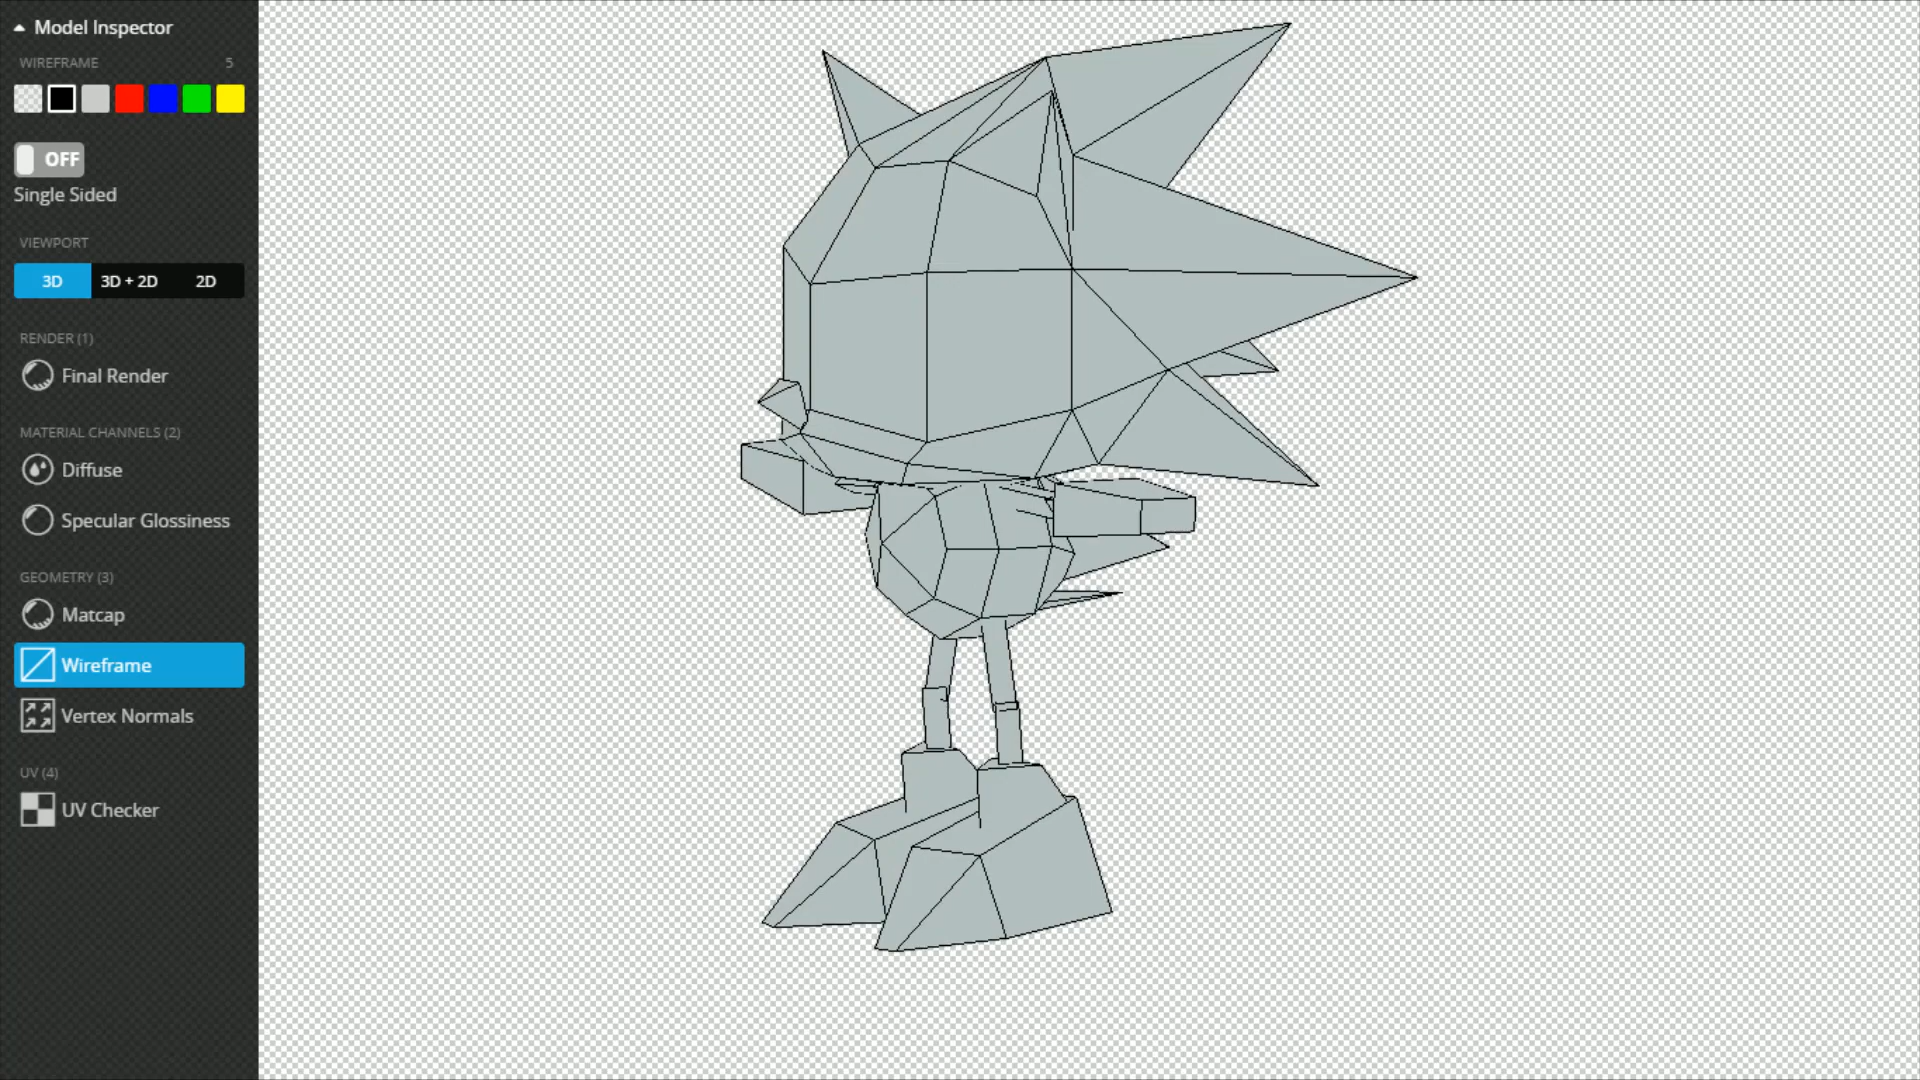 Model Inspector
WIREFRAME 5
OFF
Single Sided
VIEWPORT
3D 3D + 2D 2D
RENDER (1)
Final Render
MATERIAL CHANNELS (2)
Diffuse
Specular Glossiness
GEOMETRY (3)
Matcap
Wireframe
Vertex Normals
UV (4)
UV Checker